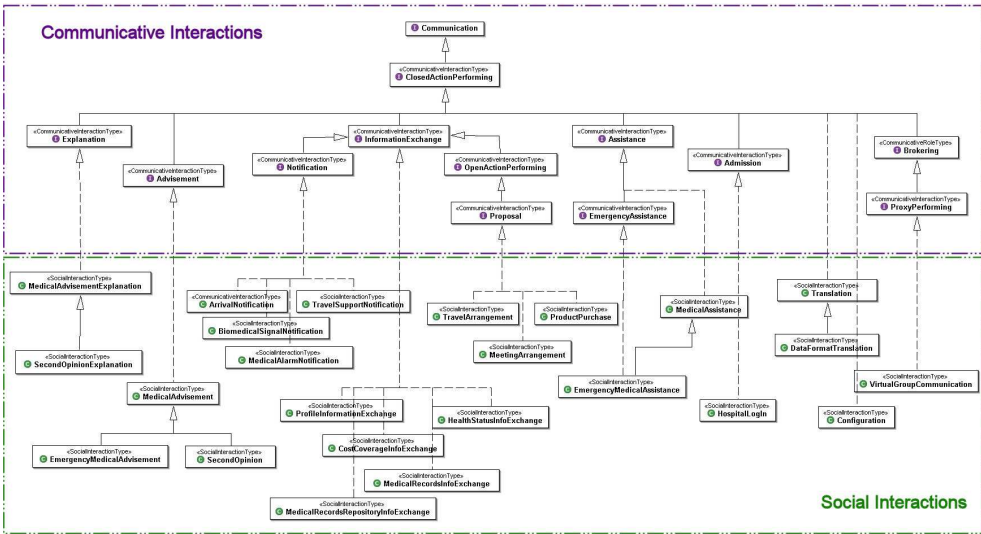 Communicative Interactions
I Communication
«CommunicativeInteractionType»
I ClosedActionPerforming
«CommunicativeInteractionType»
I Explanation
«CommunicativeInteractionType»
I InformationExchange
«CommunicativeInteractionType»
I Assistance
«CommunicativeInteractionType»
I Admission
«CommunicativeRoleType»
I Brokering
«CommunicativeInteractionType»
I Advisement
«CommunicativeInteractionType»
I Notification
«CommunicativeInteractionType»
I OpenActionPerforming
«CommunicativeInteractionType»
I Proposal
«CommunicativeInteractionType»
I EmergencyAssistance
«CommunicativeInteractionType»
I ProxyPerforming
«SocialInteractionType»
C MedicalAdvisementExplanation
«CommunicativeInteractionType»
C ArrivalNotification
«SocialInteractionType»
C TravelSupportNotification
«SocialInteractionType»
C BiomedicalSignalNotification
«SocialInteractionType»
C MedicalAlarmNotification
«SocialInteractionType»
C TravelArrangement
«SocialInteractionType»
C ProductPurchase
«SocialInteractionType»
C MeetingArrangement
«SocialInteractionType»
C MedicalAssistance
«SocialInteractionType»
C Translation
«SocialInteractionType»
C DataFormatTranslation
«SocialInteractionType»
C SecondOpinionExplanation
«SocialInteractionType»
C MedicalAdvisement
«SocialInteractionType»
C EmergencyMedicalAssistance
«SocialInteractionType»
C VirtualGroupCommunication
«SocialInteractionType»
C ProfileInformationExchange
«SocialInteractionType»
C HealthStatusInfoExchange
«SocialInteractionType»
C HospitalLogIn
«SocialInteractionType»
C Configuration
«SocialInteractionType»
C EmergencyMedicalAdvisement
«SocialInteractionType»
C SecondOpinion
«SocialInteractionType»
C CostCoverageInfoExchange
«SocialInteractionType»
C MedicalRecordsInfoExchange
«SocialInteractionType»
C MedicalRecordsRepositoryInfoExchange
Social Interactions